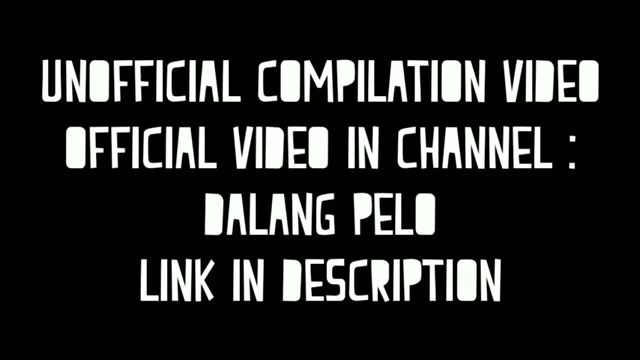 UNOFFICIAL COMPILATION VIDEO
OFFICIAL VIDEO IN CHANNEL :
DALANG PELO
LINK IN DESCRIPTION